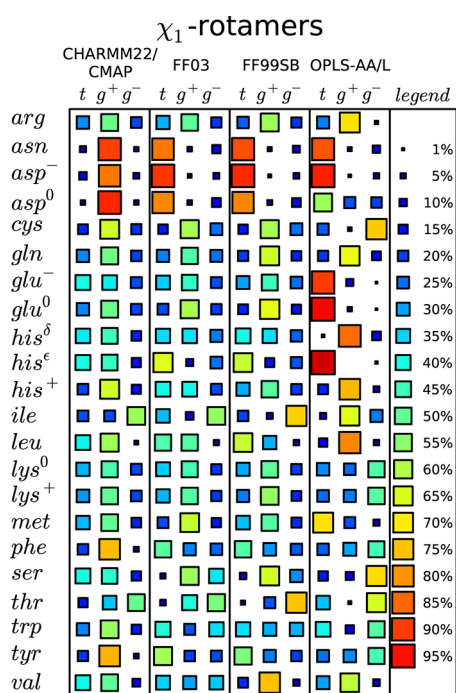 χ₁-rotamers
CHARMM22/
CMAP FF03 FF99SB OPLS-AA/L
t g⁺ g⁻ t g⁺ g⁻ t g⁺ g⁻ t g⁺ g⁻ legend
arg
asn 1%
asp⁻ 5%
asp⁰ 10%
cys 15%
gln 20%
glu⁻ 25%
glu⁰ 30%
his^δ 35%
his^ϵ 40%
his⁺ 45%
ile 50%
leu 55%
lys⁰ 60%
lys⁺ 65%
met 70%
phe 75%
ser 80%
thr 85%
trp 90%
tyr 95%
val